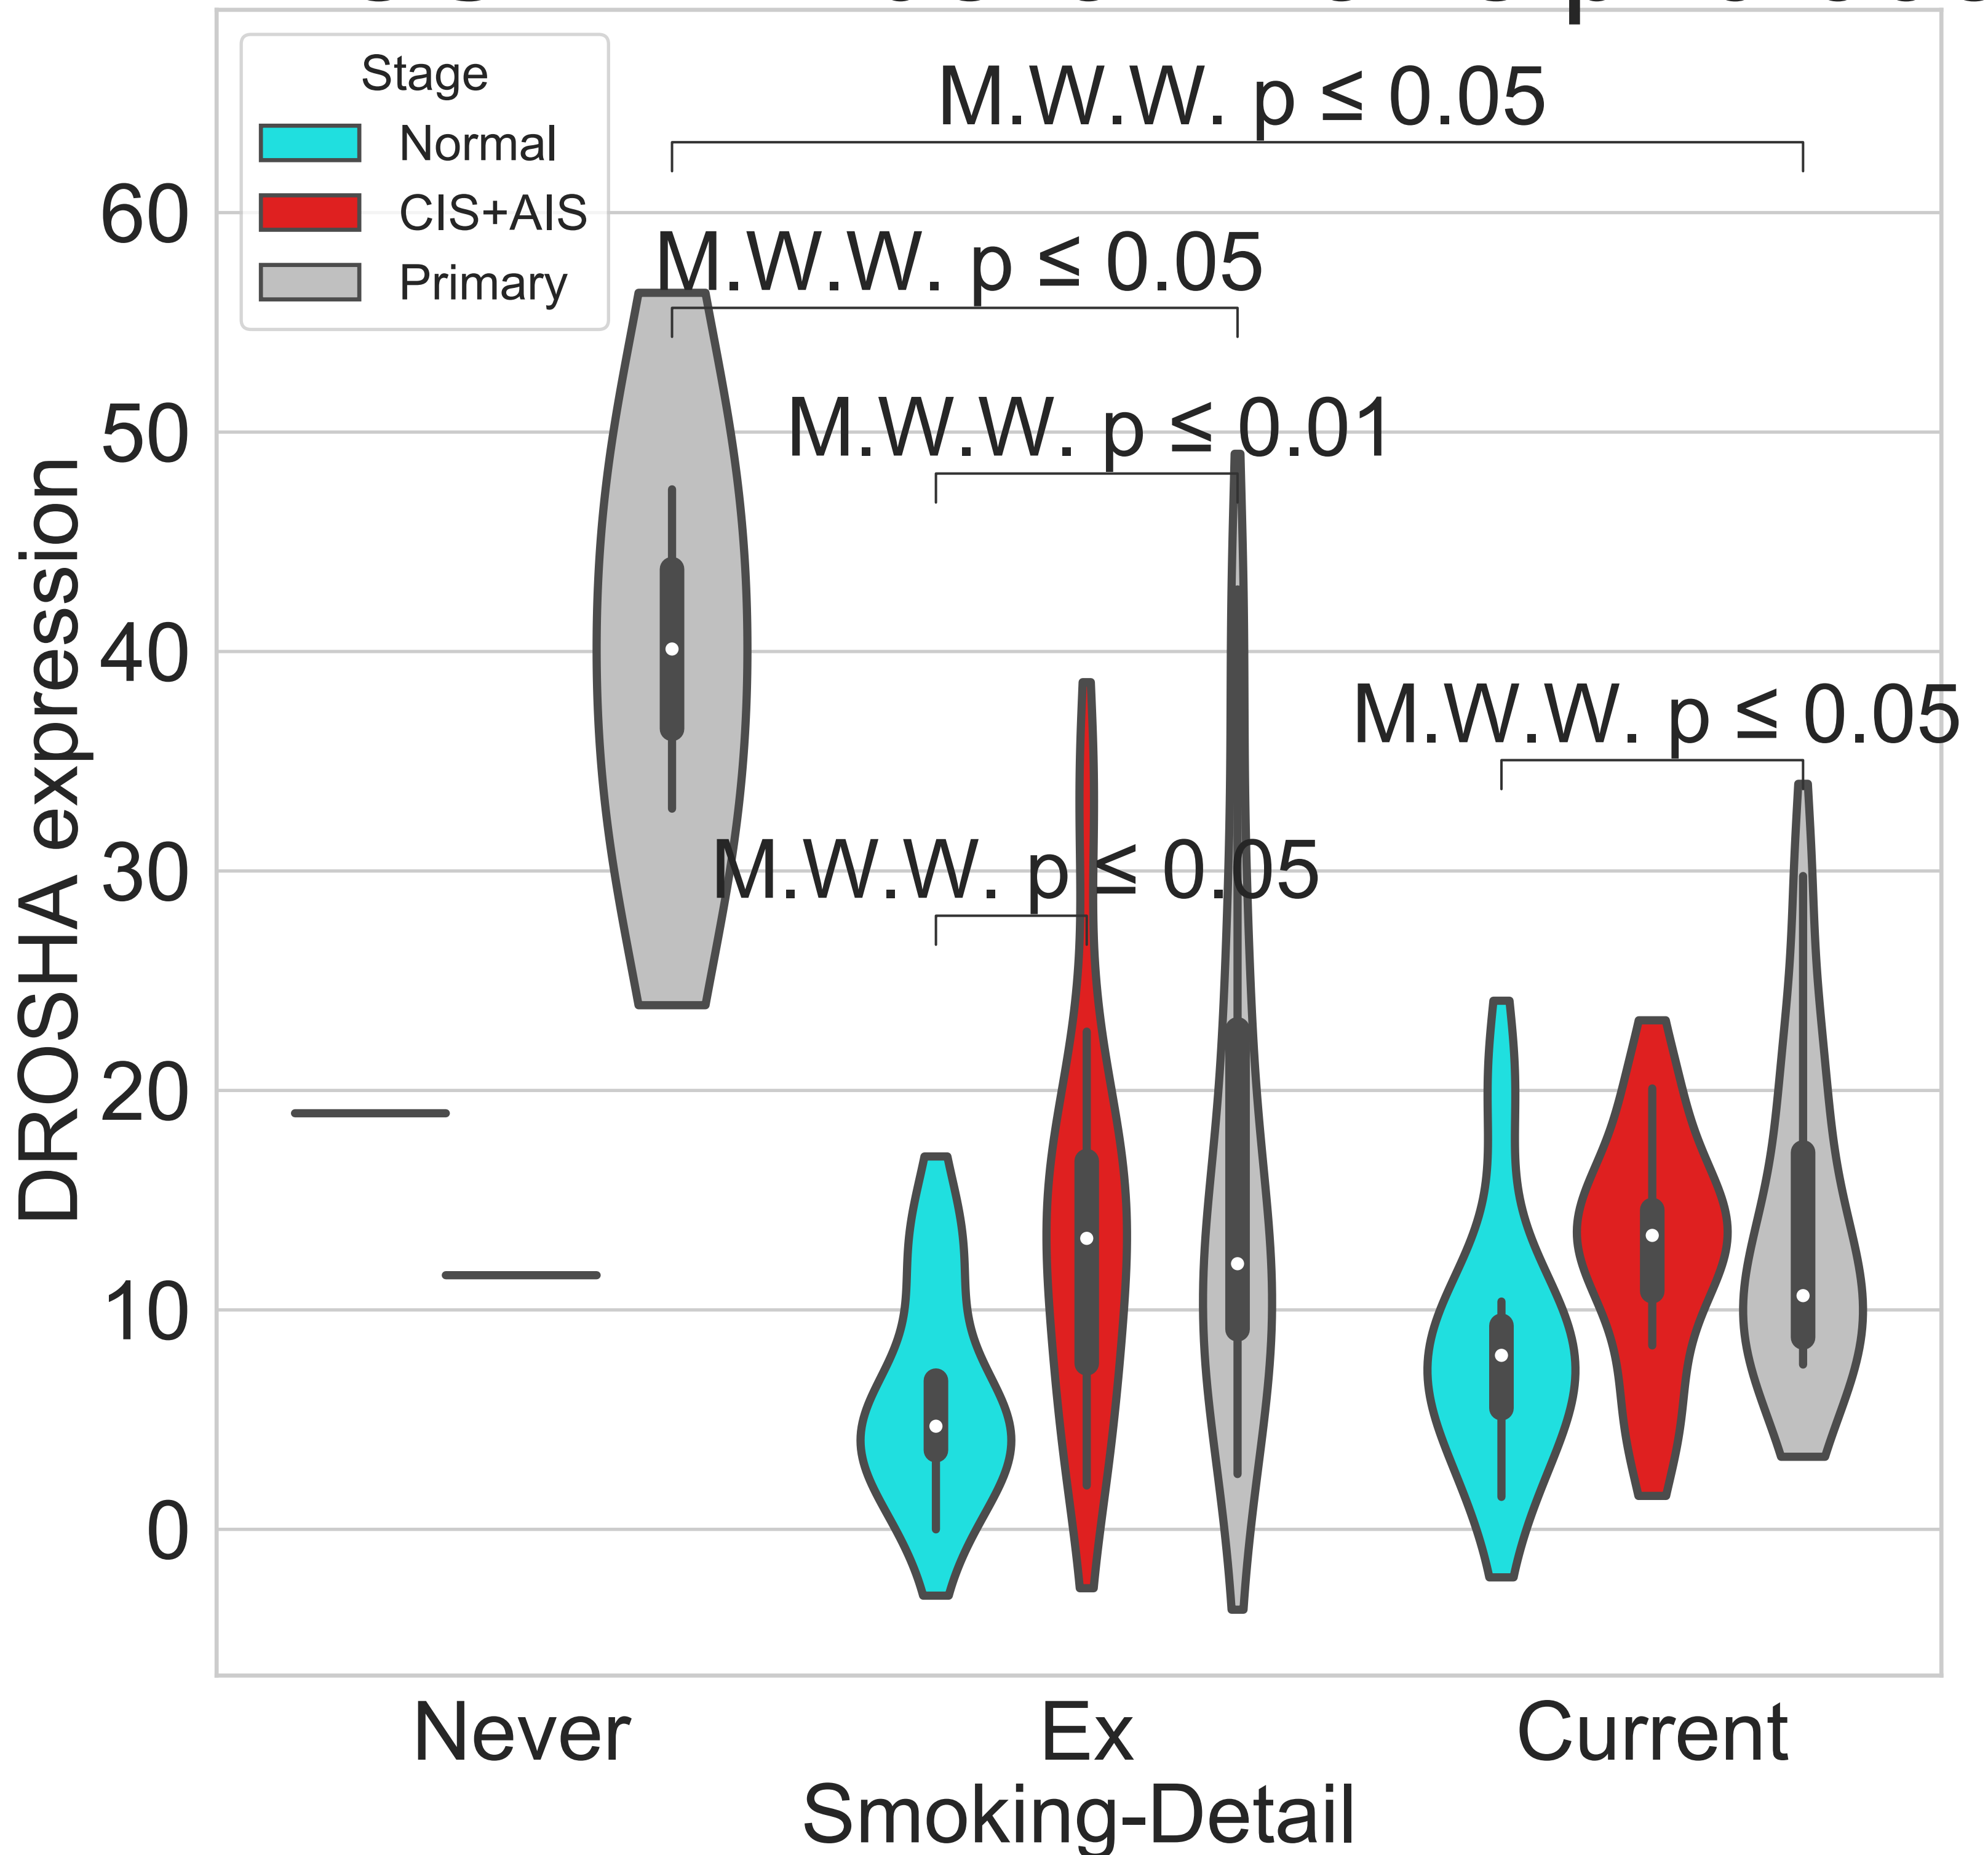 Stage
Normal
CIS+AIS
Primary
M.W.W. p ≤ 0.05
M.W.W. p ≤ 0.05
M.W.W. p ≤ 0.01
M.W.W. p ≤ 0.05
M.W.W. p ≤ 0.05
DROSHA expression
60
50
40
30
20
10
0
Never
Ex
Current
Smoking-Detail